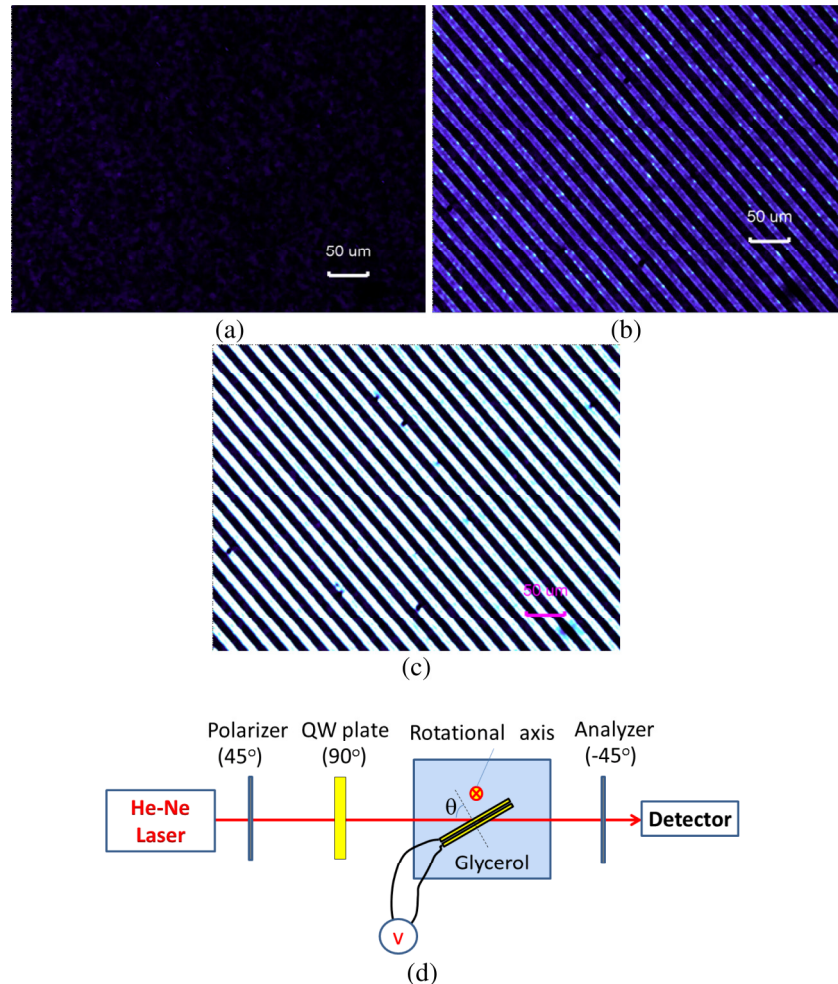 50 um
50 um
(a)
(b)
50 um
(c)
Polarizer
(45°)
QW plate
(90°)
Rotational axis
Analyzer
(-45°)
He-Ne
Laser
θ
Glycerol
Detector
V
(d)